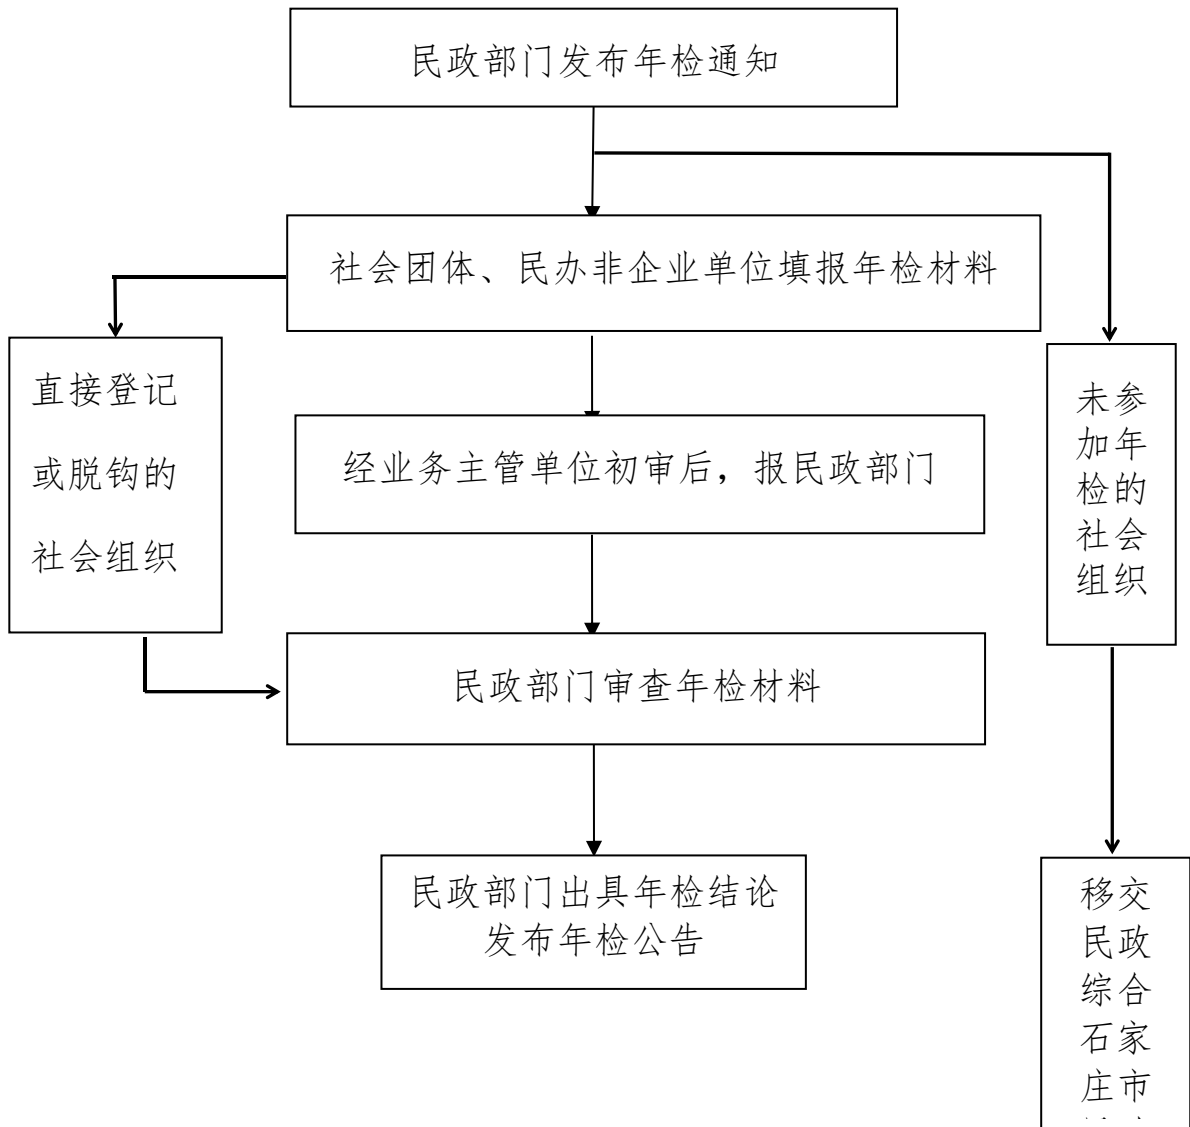 民政部门发布年检通知
社会团体、民办非企业单位填报年检材料
直接登记
或脱钩的
社会组织
未参
加年
检的
社会
组织
经业务主管单位初审后，报民政部门
民政部门审查年检材料
民政部门出具年检结论
发布年检公告
移交
民政
综合
石家
庄市